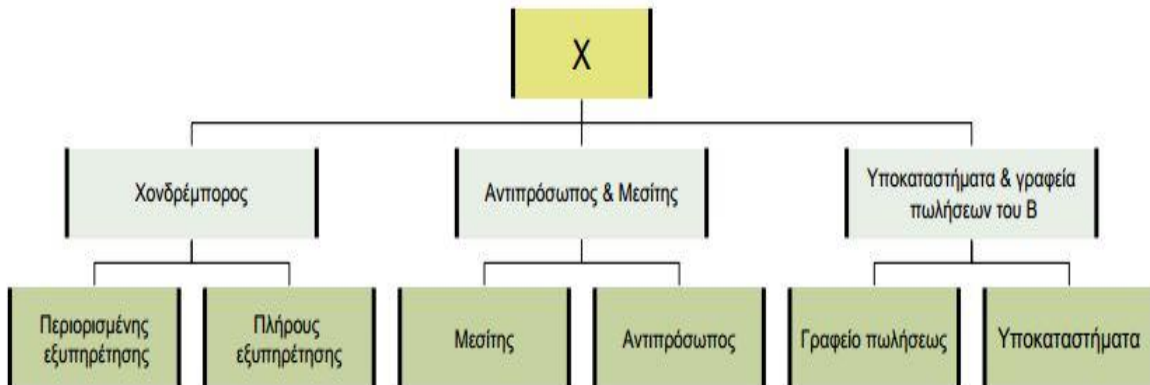 Χ
Χονδρέμπορος
Αντιπρόσωπος & Μεσίτης
Υποκαταστήματα & γραφεία
πωλήσεων του Β
Περιορισμένης
εξυπηρέτησης
Πλήρους
εξυπηρέτησης
Μεσίτης
Αντιπρόσωπος
Γραφείο πωλήσεως
Υποκαταστήματα